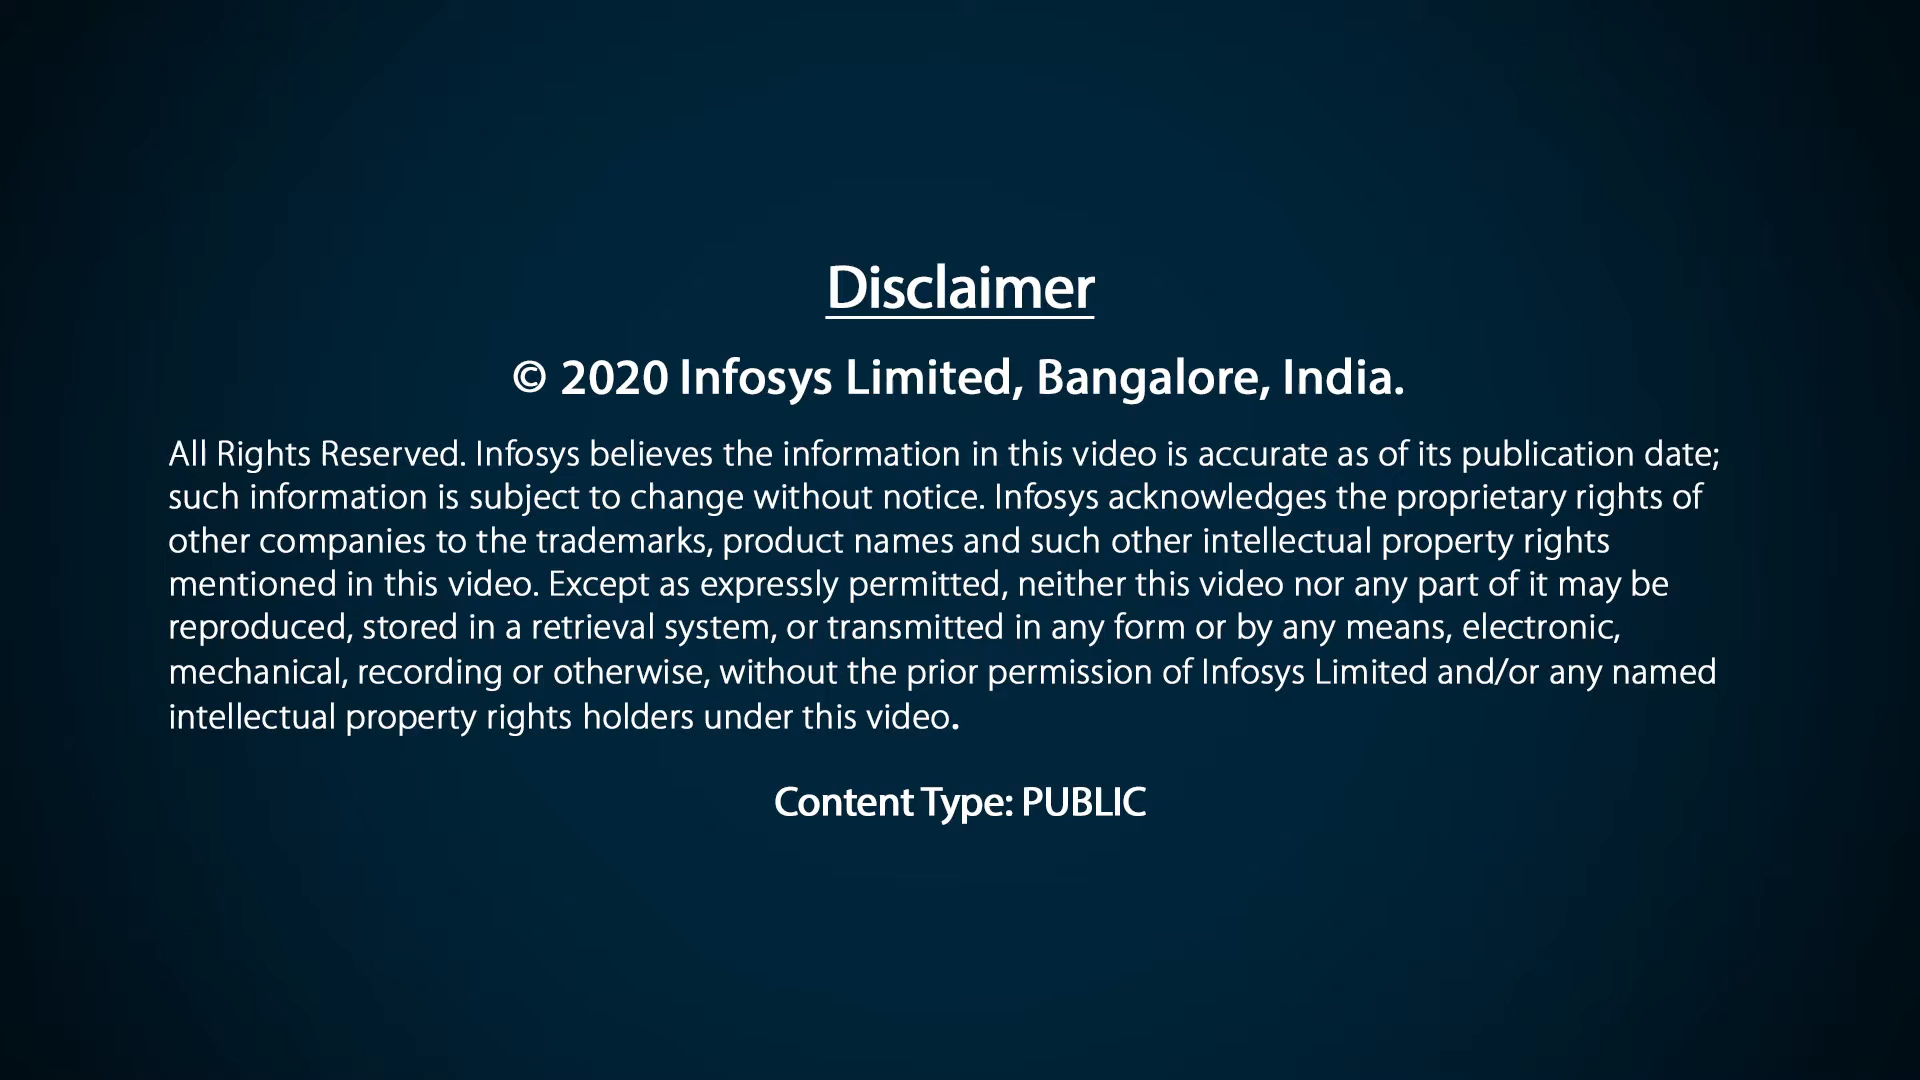 Disclaimer
© 2020 Infosys Limited, Bangalore, India.
All Rights Reserved. Infosys believes the information in this video is accurate as of its publication date;
such information is subject to change without notice. Infosys acknowledges the proprietary rights of
other companies to the trademarks, product names and such other intellectual property rights
mentioned in this video. Except as expressly permitted, neither this video nor any part of it may be
reproduced, stored in a retrieval system, or transmitted in any form or by any means, electronic,
mechanical, recording or otherwise, without the prior permission of Infosys Limited and/or any named
intellectual property rights holders under this video.
Content Type: PUBLIC